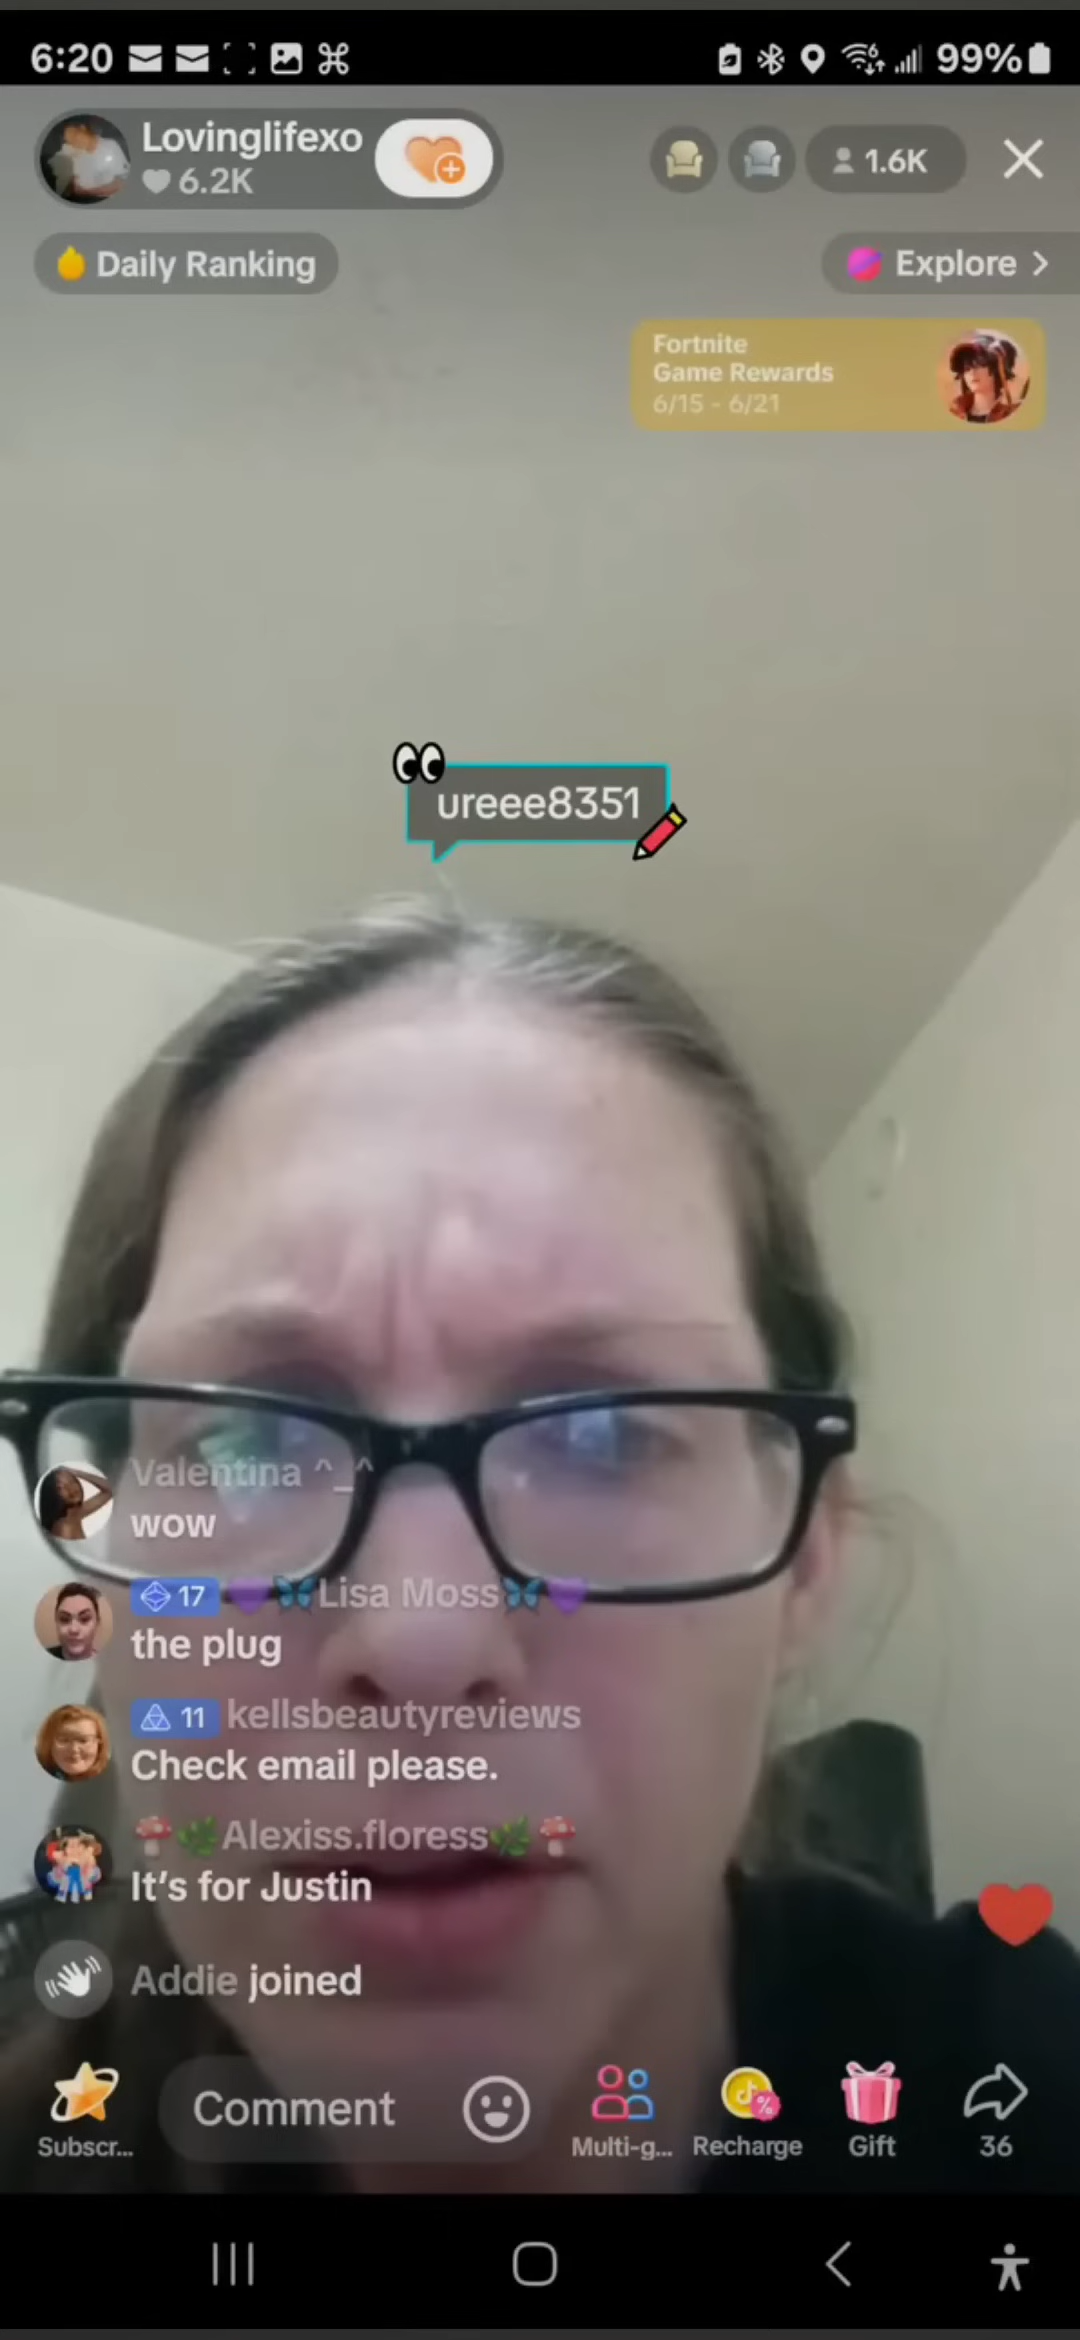 6:20
99%
Lovinglifexo
6.2K
1.6K
Daily Ranking
Explore >
Fortnite
Game Rewards
6/15 - 6/21
ureee8351
Valentina ^_^
wow
17 💜🦋Lisa Moss🦋💜
the plug
11 kellsbeautyreviews
Check email please.
🍄🌿Alexiss.floress🌿🍄
It's for Justin
Addie joined
Comment
Subscr...
Multi-g...
Recharge
Gift
36